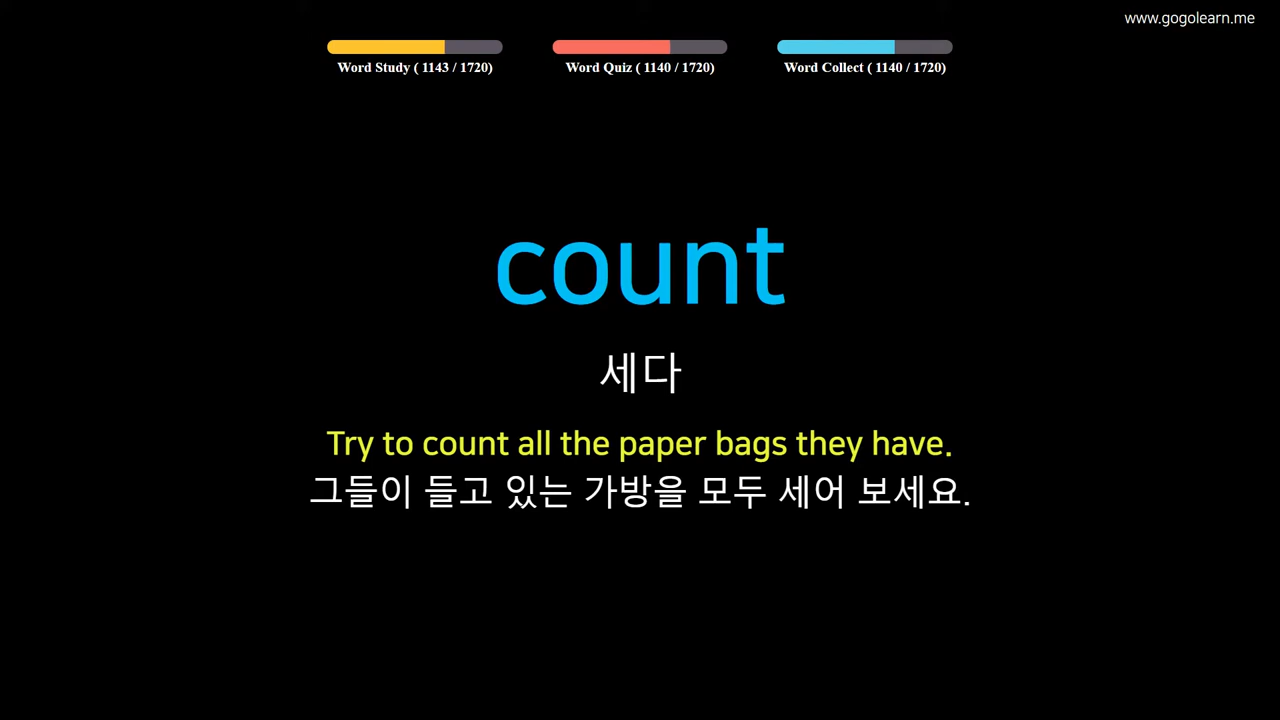 www.gogolearn.me
Word Study ( 1143 / 1720)
Word Quiz ( 1140 / 1720)
Word Collect ( 1140 / 1720)
count
세다
Try to count all the paper bags they have.
그들이 들고 있는 가방을 모두 세어 보세요.